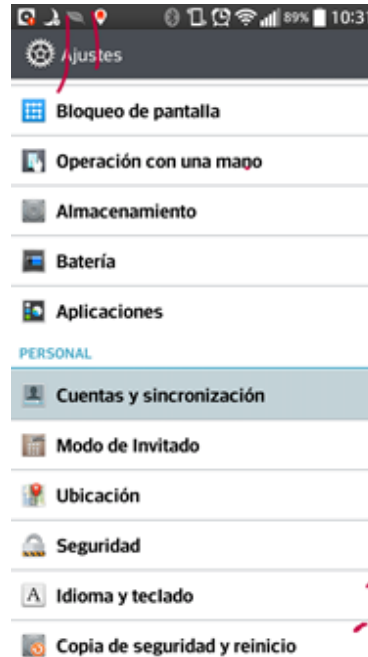 89% 10:31
Ajustes
Bloqueo de pantalla
Operación con una mano
Almacenamiento
Batería
Aplicaciones
PERSONAL
Cuentas y sincronización
Modo de Invitado
Ubicación
Seguridad
A Idioma y teclado
Copia de seguridad y reinicio